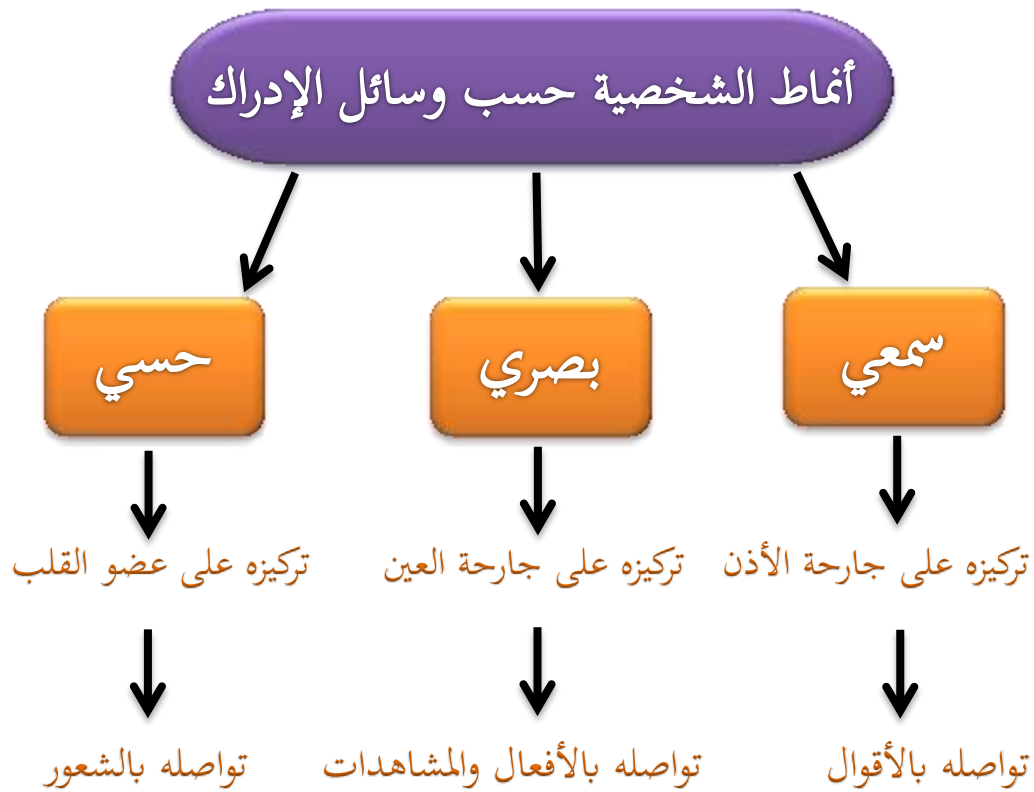 أنماط الشخصية حسب وسائل الإدراك
سمعي
بصري
حسي
تركيزه على جارحة الأذن
تركيزه على جارحة العين
تركيزه على عضو القلب
تواصله بالأقوال
تواصله بالأفعال والمشاهدات
تواصله بالشعور